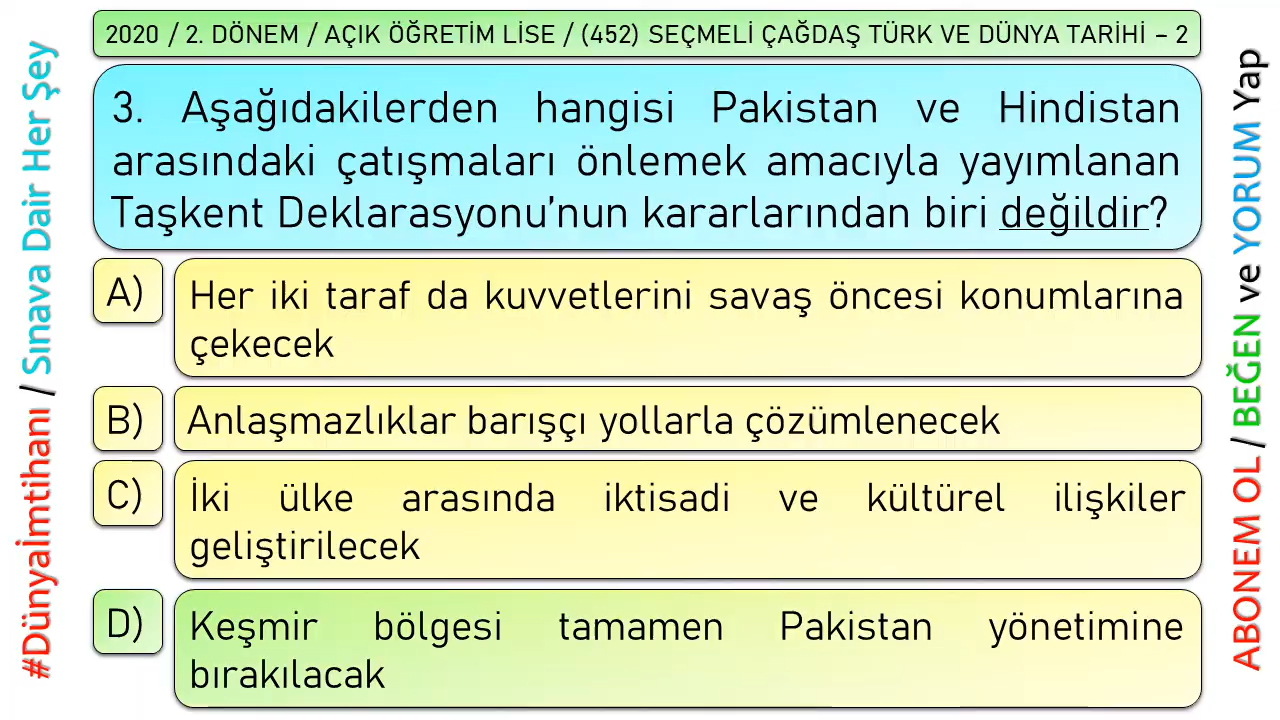 2020 / 2. DÖNEM / AÇIK ÖĞRETİM LİSE / (452) SEÇMELİ ÇAĞDAŞ TÜRK VE DÜNYA TARİHİ – 2
3. Aşağıdakilerden hangisi Pakistan ve Hindistan
arasındaki çatışmaları önlemek amacıyla yayımlanan
Taşkent Deklarasyonu’nun kararlarından biri değildir?
A) Her iki taraf da kuvvetlerini savaş öncesi konumlarına
çekecek
B) Anlaşmazlıklar barışçı yollarla çözümlenecek
C) İki ülke arasında iktisadi ve kültürel ilişkiler
geliştirilecek
D) Keşmir bölgesi tamamen Pakistan yönetimine
bırakılacak
#Dünyaİmtihanı / Sınava Dair Her Şey
ABONEM OL / BEĞEN ve YORUM Yap